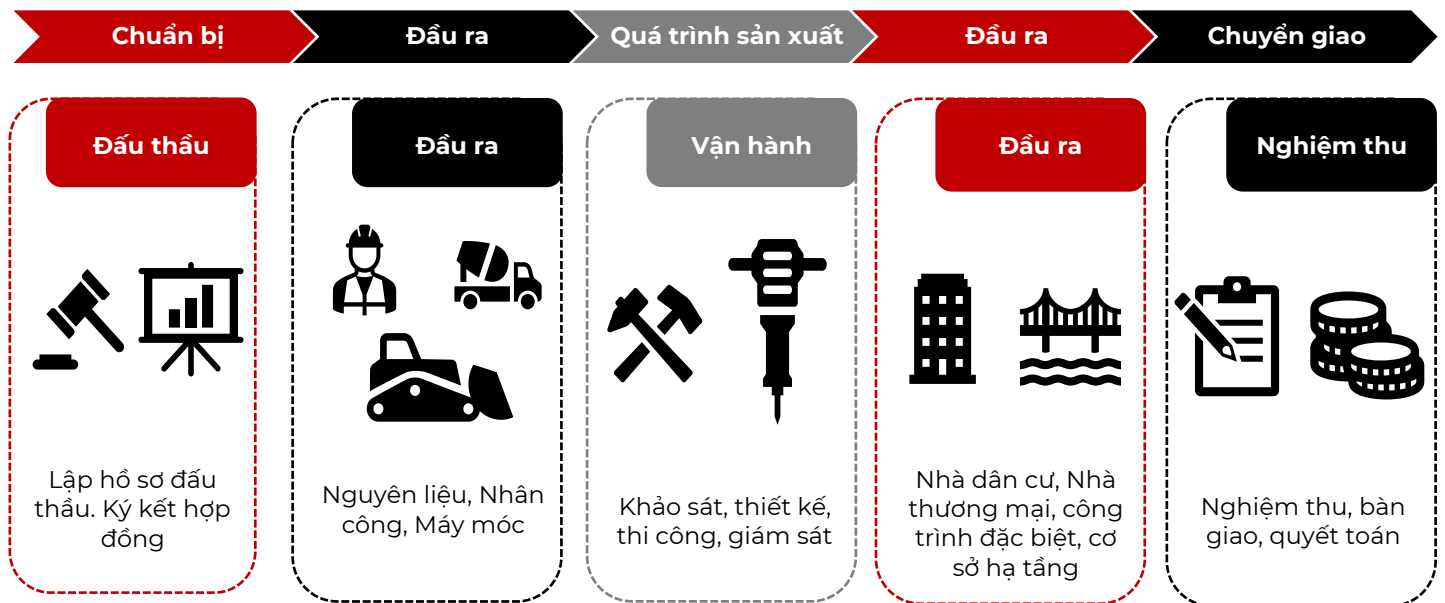 Chuẩn bị
Đầu ra
Quá trình sản xuất
Đầu ra
Chuyển giao
Đấu thầu
Đầu ra
Vận hành
Đầu ra
Nghiệm thu
Lập hồ sơ đấu
thầu. Ký kết hợp
đồng
Nguyên liệu, Nhân
công, Máy móc
Khảo sát, thiết kế,
thi công, giám sát
Nhà dân cư, Nhà
thương mại, công
trình đặc biệt, cơ
sở hạ tầng
Nghiệm thu, bàn
giao, quyết toán